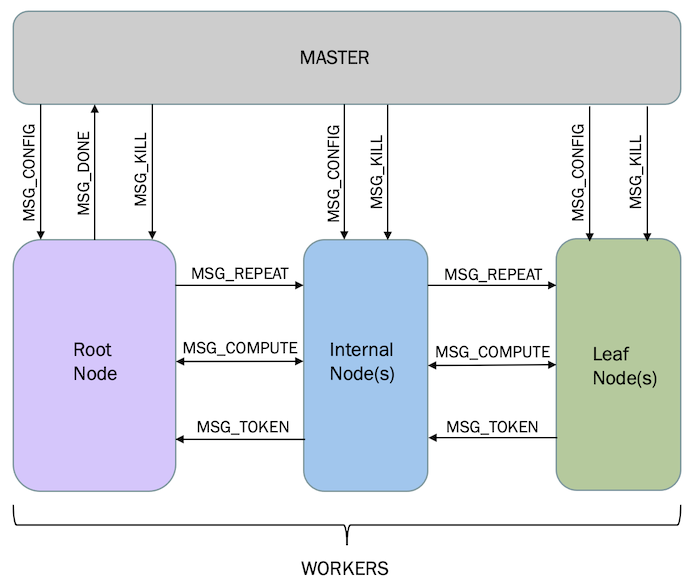 MASTER
MSG_CONFIG
MSG_DONE
MSG_KILL
MSG_CONFIG
MSG_KILL
MSG_CONFIG
MSG_KILL
MSG_REPEAT
MSG_REPEAT
Root
Node
MSG_COMPUTE
Internal
Node(s)
MSG_COMPUTE
Leaf
Node(s)
MSG_TOKEN
MSG_TOKEN
WORKERS